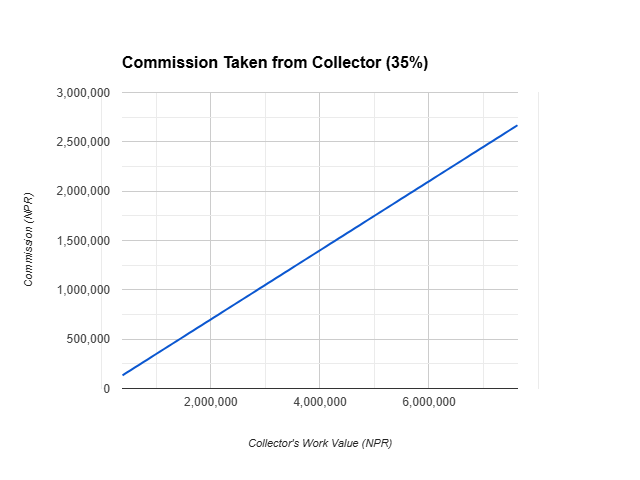 Commission Taken from Collector (35%)
3,000,000
2,500,000
2,000,000
1,500,000
1,000,000
500,000
0
Commission (NPR)
2,000,000 4,000,000 6,000,000
Collector's Work Value (NPR)